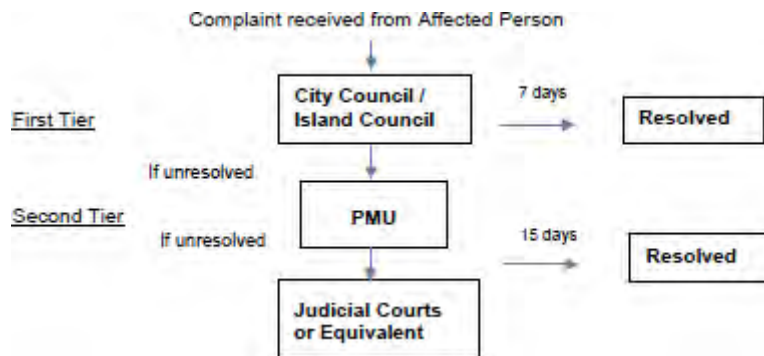 Complaint received from Affected Person
City Council /
Island Council
7 days
Resolved
First Tier
If unresolved
PMU
Second Tier
If unresolved
15 days
Resolved
Judicial Courts
or Equivalent